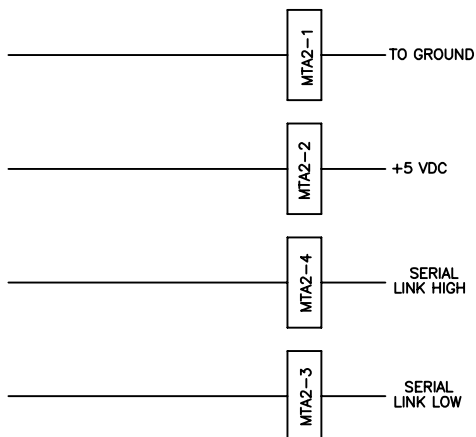 MTA2-1
TO GROUND
MTA2-2
+5 VDC
MTA2-4
SERIAL
LINK HIGH
MTA2-3
SERIAL
LINK LOW